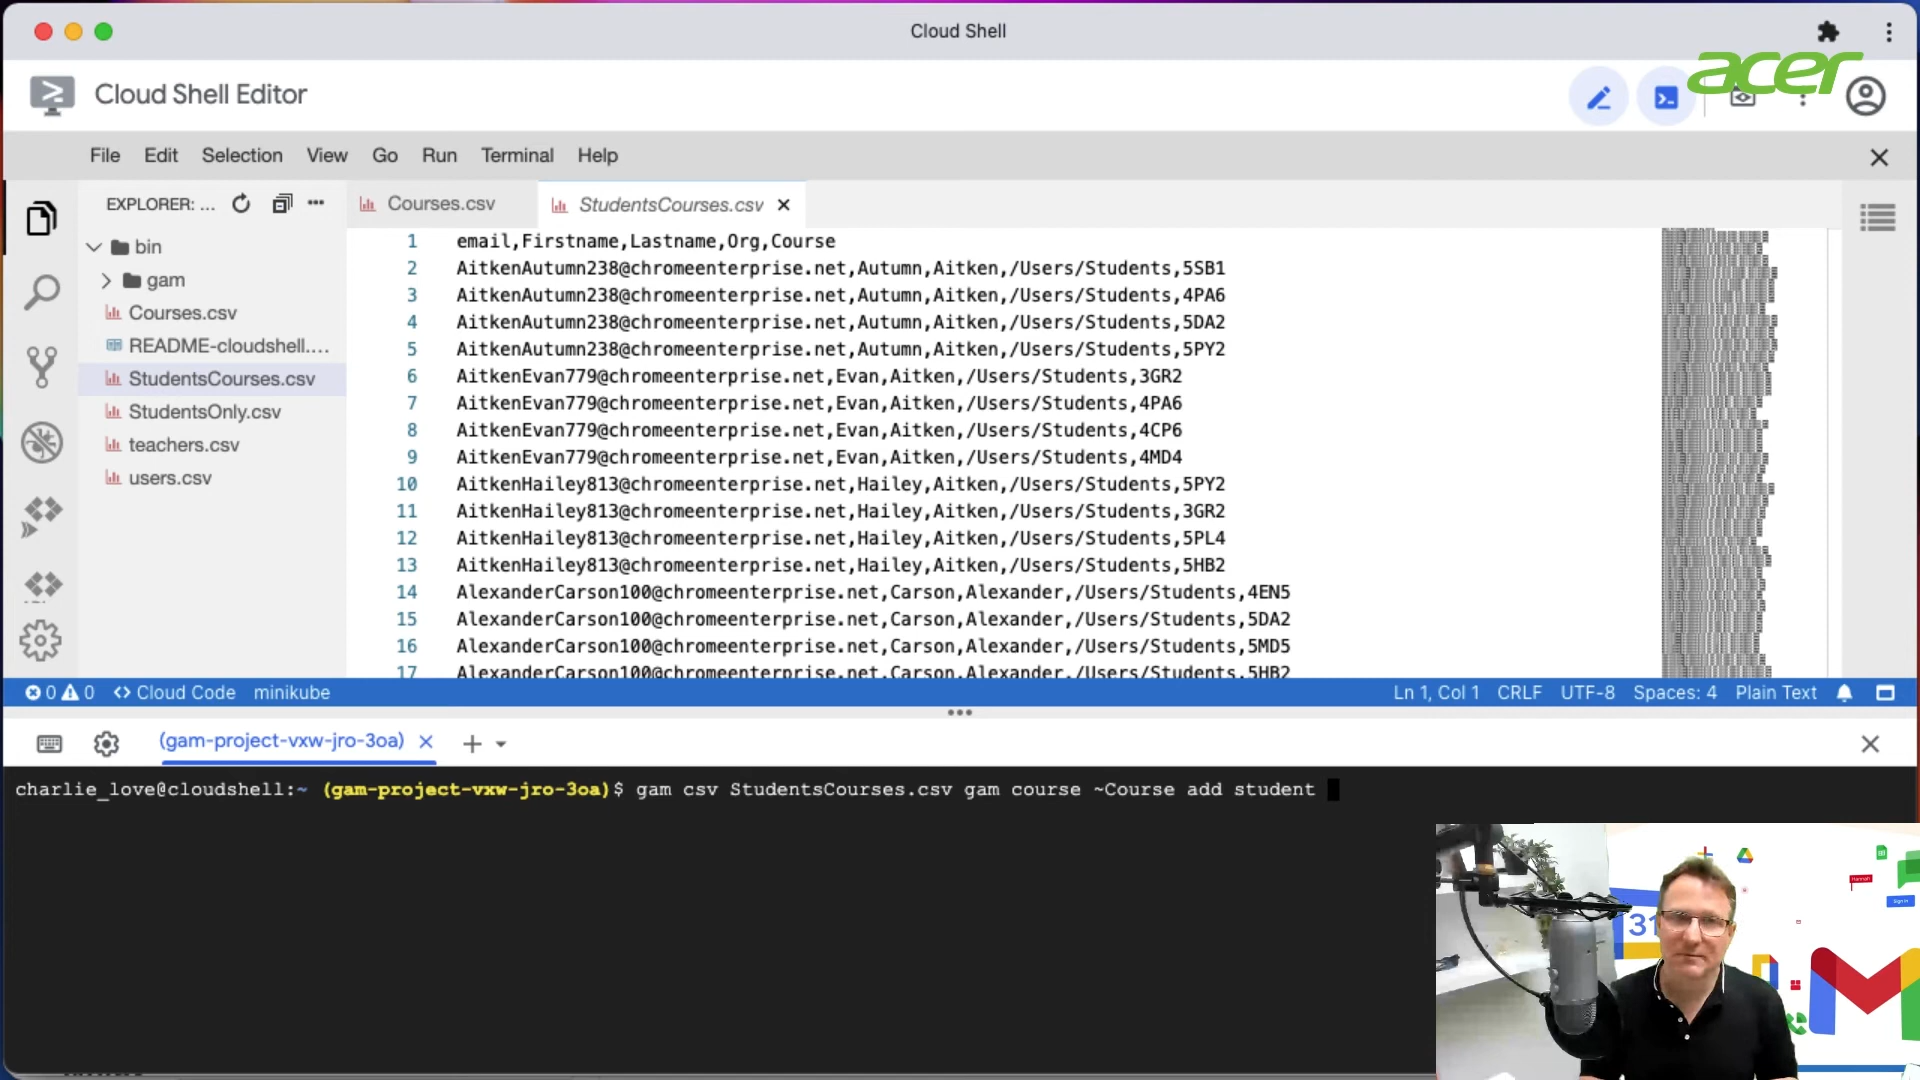 Cloud Shell
acer
Cloud Shell Editor
File Edit Selection View Go Run Terminal Help
EXPLORER: ...
Courses.csv
StudentsCourses.csv
bin
gam
Courses.csv
README-cloudshell....
StudentsCourses.csv
StudentsOnly.csv
teachers.csv
users.csv
1 email,Firstname,Lastname,Org,Course
2 AitkenAutumn238@chromeenterprise.net,Autumn,Aitken,/Users/Students,5SB1
3 AitkenAutumn238@chromeenterprise.net,Autumn,Aitken,/Users/Students,4PA6
4 AitkenAutumn238@chromeenterprise.net,Autumn,Aitken,/Users/Students,5DA2
5 AitkenAutumn238@chromeenterprise.net,Autumn,Aitken,/Users/Students,5PY2
6 AitkenEvan779@chromeenterprise.net,Evan,Aitken,/Users/Students,3GR2
7 AitkenEvan779@chromeenterprise.net,Evan,Aitken,/Users/Students,4PA6
8 AitkenEvan779@chromeenterprise.net,Evan,Aitken,/Users/Students,4CP6
9 AitkenEvan779@chromeenterprise.net,Evan,Aitken,/Users/Students,4MD4
10 AitkenHailey813@chromeenterprise.net,Hailey,Aitken,/Users/Students,5PY2
11 AitkenHailey813@chromeenterprise.net,Hailey,Aitken,/Users/Students,3GR2
12 AitkenHailey813@chromeenterprise.net,Hailey,Aitken,/Users/Students,5PL4
13 AitkenHailey813@chromeenterprise.net,Hailey,Aitken,/Users/Students,5HB2
14 AlexanderCarson100@chromeenterprise.net,Carson,Alexander,/Users/Students,4EN5
15 AlexanderCarson100@chromeenterprise.net,Carson,Alexander,/Users/Students,5DA2
16 AlexanderCarson100@chromeenterprise.net,Carson,Alexander,/Users/Students,5MD5
17 AlexanderCarson100@chromeenterprise.net,Carson,Alexander,/Users/Students,5HB2
0 0 <> Cloud Code minikube Ln 1, Col 1 CRLF UTF-8 Spaces: 4 Plain Text
(gam-project-vxw-jro-3oa)
charlie_love@cloudshell:~ (gam-project-vxw-jro-3oa)$ gam csv StudentsCourses.csv gam course ~Course add student
31